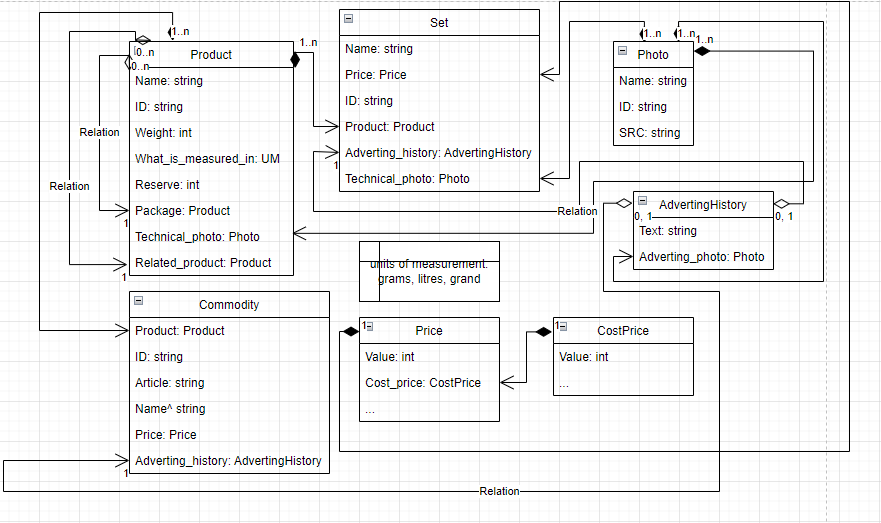 1..n
Product
0..n
0..n
Name: string
ID: string
Weight: int
What_is_measured_in: UM
Reserve: int
Package: Product
Technical_photo: Photo
Related_product: Product
Relation
Relation
1
1
1..n
Set
Name: string
Price: Price
ID: string
Product: Product
Adverting_history: AdvertingHistory
Technical_photo: Photo
1
1..n
1..n
1..n
Photo
Name: string
ID: string
SRC: string
Relation
AdvertingHistory
0, 1
0, 1
Text: string
Adverting_photo: Photo
units of measurement:
grams, litres, grand
Commodity
Product: Product
ID: string
Article: string
Name^ string
Price: Price
Adverting_history: AdvertingHistory
1
1
Price
Value: int
Cost_price: CostPrice
...
1
CostPrice
Value: int
...
Relation